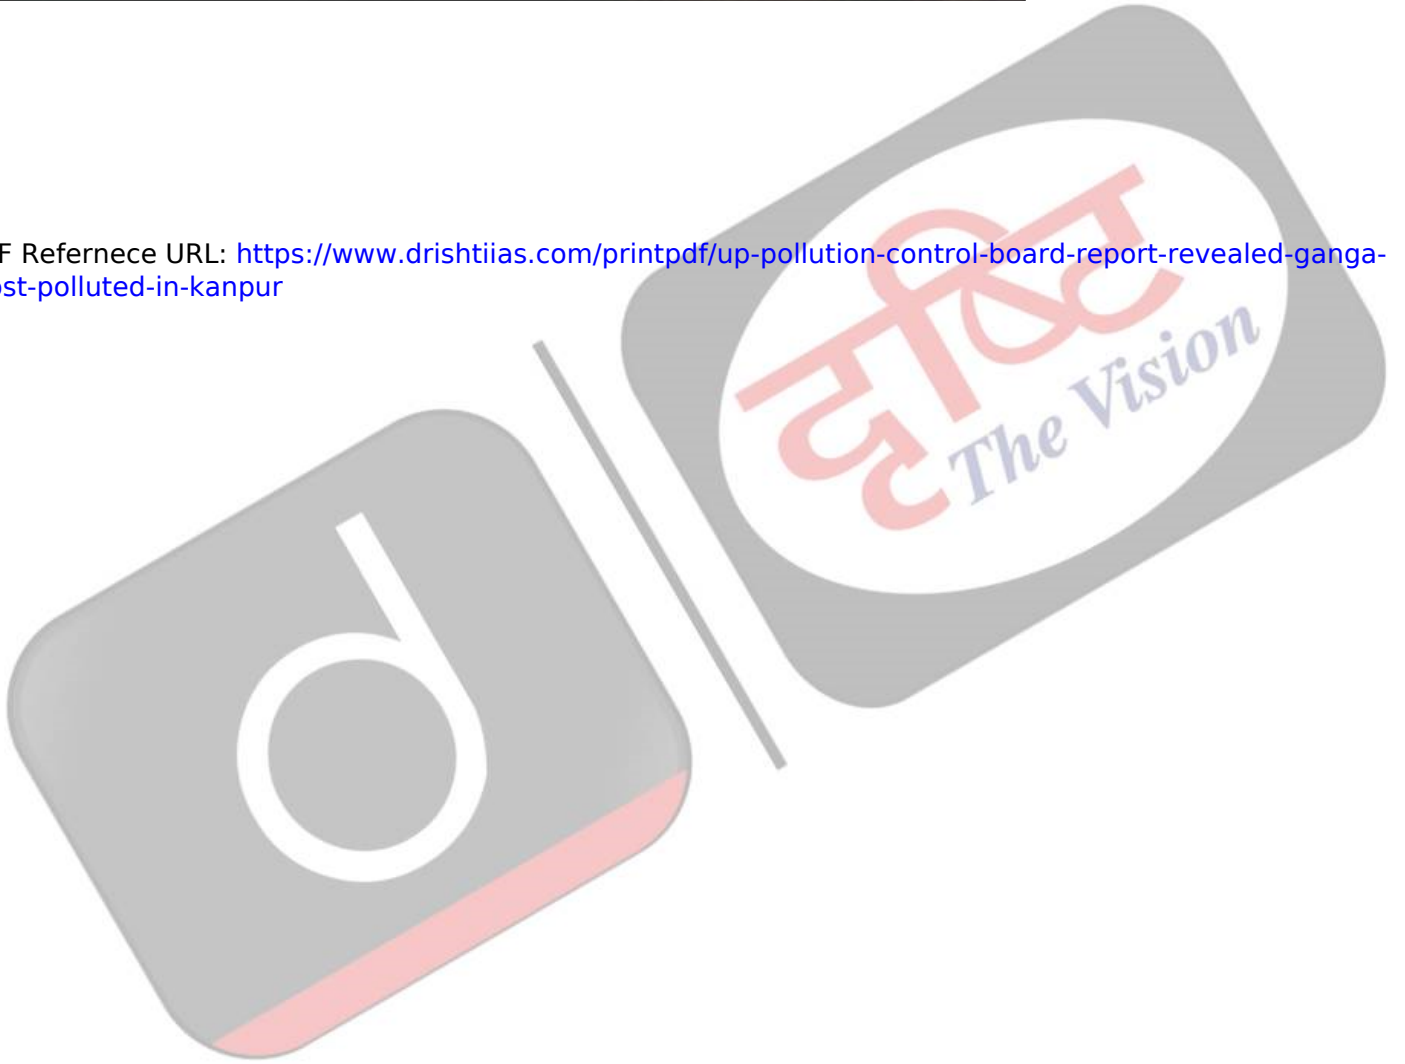 F Refernece URL: https://www.drishtiias.com/printpdf/up-pollution-control-board-report-revealed-ganga-
ost-polluted-in-kanpur
दृष्टि
The Vision
d